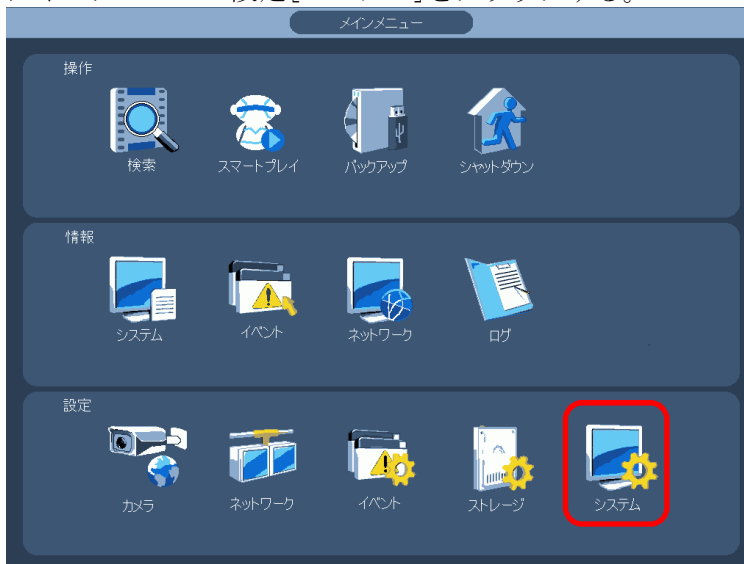 メインメニュー
操作
検索
スマートプレイ
バックアップ
シャットダウン
情報
システム
イベント
ネットワーク
ログ
設定
カメラ
ネットワーク
イベント
ストレージ
システム